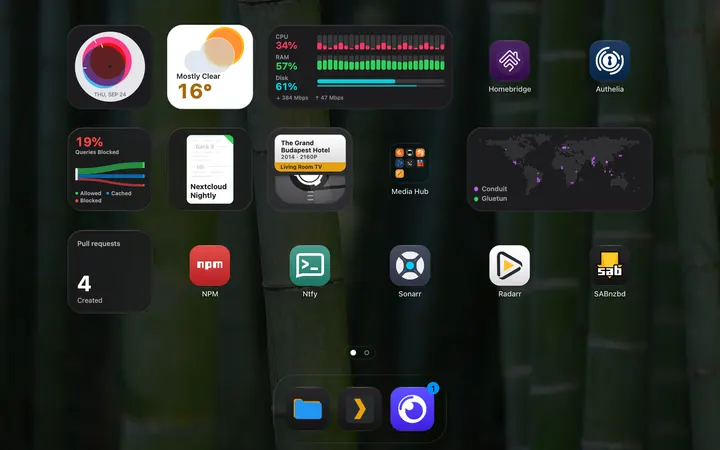 THU, SEP 24
Mostly Clear
16°
CPU
34%
RAM
57%
Disk
61%
↓ 384 Mbps ↑ 47 Mbps
Homebridge
Authelia
19%
Queries Blocked
Allowed Cached
Blocked
Nextcloud
Nightly
The Grand
Budapest Hotel
2014 · 2160P
Living Room TV
Media Hub
Conduit
Gluetun
Pull requests
4
Created
npm
NPM
Ntfy
Sonarr
Radarr
sab
SABnzbd
1